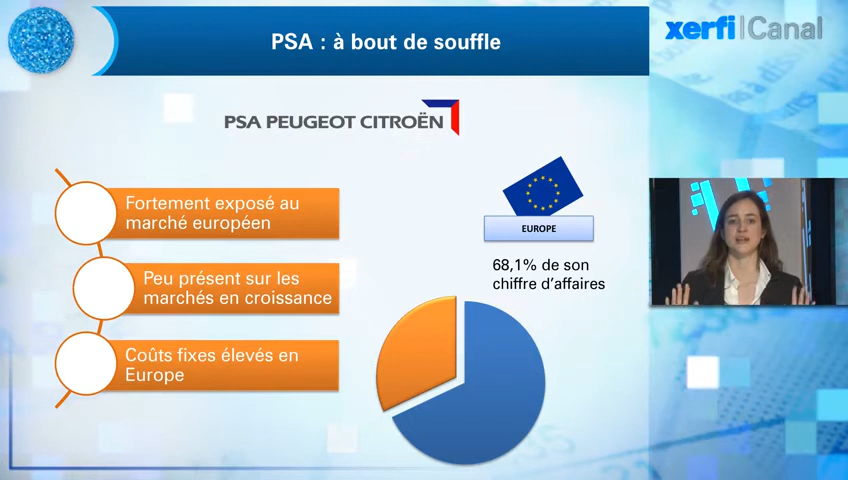 PSA : à bout de souffle
xerfi|Canal
PSA PEUGEOT CITROËN
Fortement exposé au
marché européen
Peu présent sur les
marchés en croissance
Coûts fixes élevés en
Europe
EUROPE
68,1% de son
chiffre d'affaires